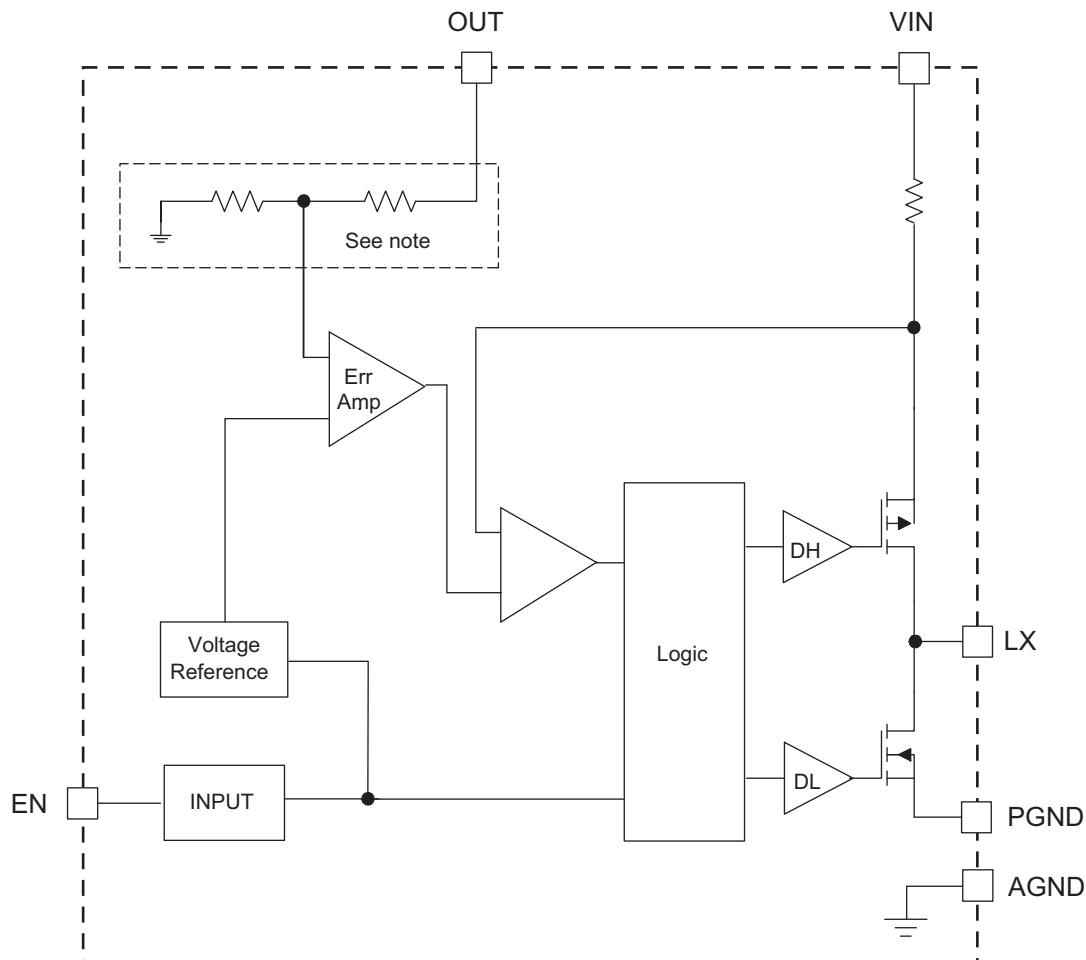 OUT
VIN
See note
Err
Amp
DH
Voltage
Reference
Logic
LX
EN
INPUT
DL
PGND
AGND